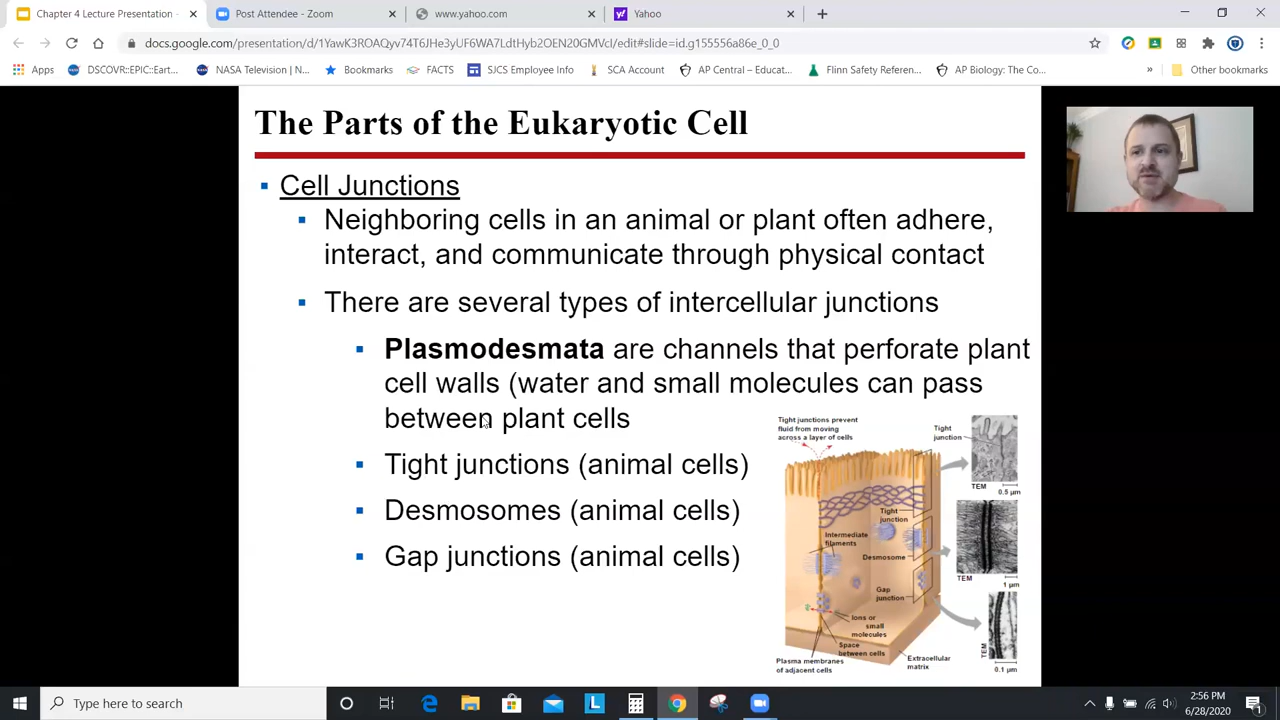 Chapter 4 Lecture Presentation
Post Attendee - Zoom
www.yahoo.com
Yahoo
docs.google.com/presentation/d/
Apps
DSCOVR::EPIC::Eart...
NASA Television | N...
Bookmarks
FACTS
SJCS Employee Info
SCA Account
AP Central – Educat...
Flinn Safety Referen...
AP Biology: The Co...
»
Other bookmarks
The Parts of the Eukaryotic Cell
Cell Junctions
Neighboring cells in an animal or plant often adhere,
interact, and communicate through physical contact
There are several types of intercellular junctions
Plasmodesmata are channels that perforate plant
cell walls (water and small molecules can pass
between plant cells
Tight junctions (animal cells)
Desmosomes (animal cells)
Gap junctions (animal cells)
Tight junctions prevent
fluid from moving
across a layer of cells
Tight
junction
TEM
0.5 µm
Tight
junction
Intermediate
filaments
Desmosome
TEM
1 µm
Gap
junction
Ions or
small
molecules
Space
between cells
Plasma membranes
of adjacent cells
Extracellular
matrix
TEM
0.1 µm
Type here to search
2:56 PM
6/28/2020